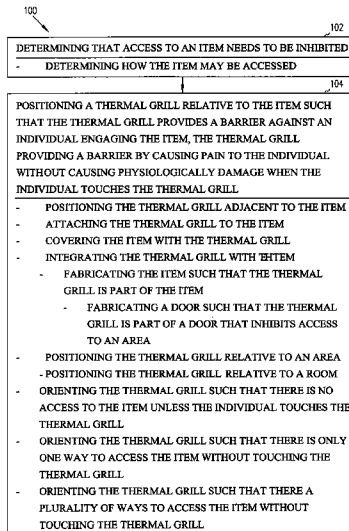 100
102
DETERMINING THAT ACCESS TO AN ITEM NEEDS TO BE INHIBITED
- DETERMINING HOW THE ITEM MAY BE ACCESSED
104
POSITIONING A THERMAL GRILL RELATIVE TO THE ITEM SUCH
THAT THE THERMAL GRILL PROVIDES A BARRIER AGAINST AN
INDIVIDUAL ENGAGING THE ITEM, THE THERMAL GRILL
PROVIDING A BARRIER BY CAUSING PAIN TO THE INDIVIDUAL
WITHOUT CAUSING PHYSIOLOGICALLY DAMAGE WHEN THE
INDIVIDUAL TOUCHES THE THERMAL GRILL
- POSITIONING THE THERMAL GRILL ADJACENT TO THE ITEM
- ATTACHING THE THERMAL GRILL TO THE ITEM
- COVERING THE ITEM WITH THE THERMAL GRILL
- INTEGRATING THE THERMAL GRILL WITH
- FABRICATING THE ITEM SUCH THAT THE THERMAL
GRILL IS PART OF THE ITEM
- FABRICATING A DOOR SUCH THAT THE THERMAL
GRILL IS PART OF A DOOR THAT INHIBITS ACCESS
TO AN AREA
- POSITIONING THE THERMAL GRILL RELATIVE TO AN AREA
- POSITIONING THE THERMAL GRILL RELATIVE TO A ROOM
- ORIENTING THE THERMAL GRILL SUCH THAT THERE IS NO
ACCESS TO THE ITEM UNLESS THE INDIVIDUAL TOUCHES THE
THERMAL GRILL
- ORIENTING THE THERMAL GRILL SUCH THAT THERE IS ONLY
ONE WAY TO ACCESS THE ITEM WITHOUT TOUCHING THE
THERMAL GRILL
- ORIENTING THE THERMAL GRILL SUCH THAT THERE A
PLURALITY OF WAYS TO ACCESS THE ITEM WITHOUT
TOUCHING THE THERMAL GRILL